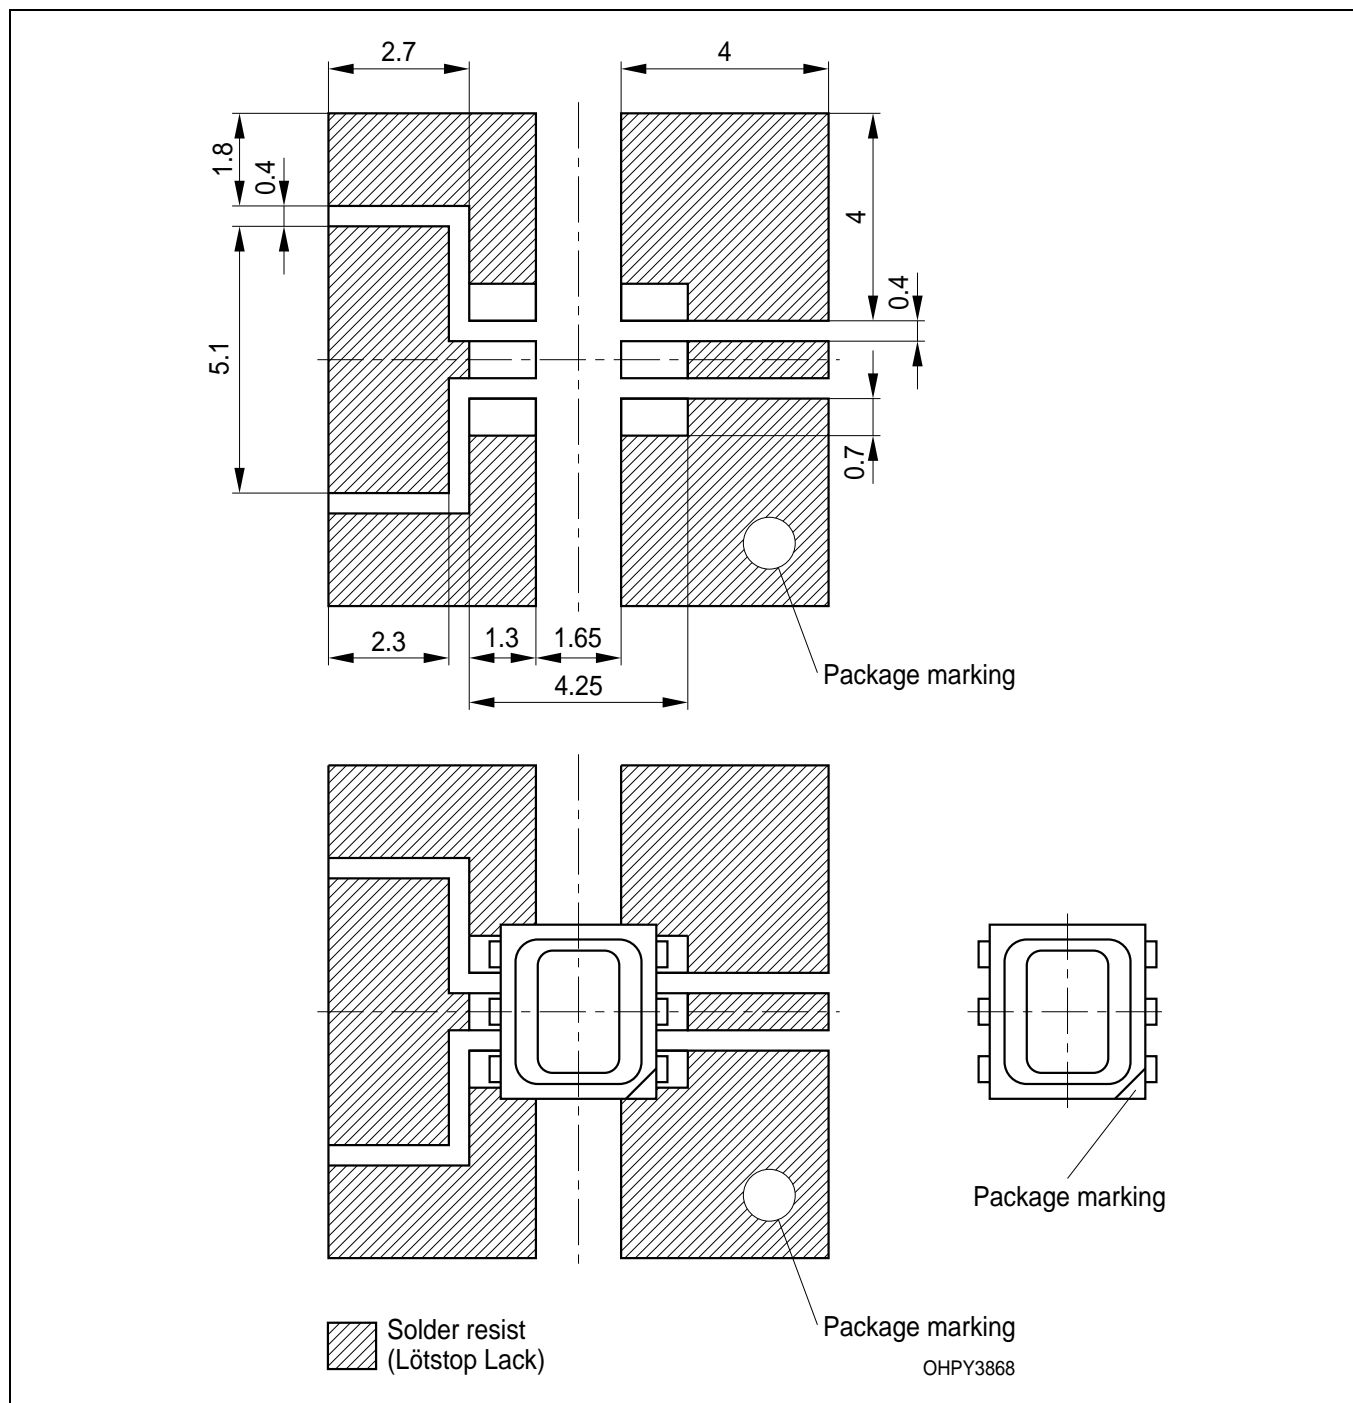 2.7
4
1.8
0.4
4
0.4
5.1
0.7
2.3
1.3
1.65
4.25
Package marking
Package marking
Package marking
Solder resist
(Lötstop Lack)
OHPY3868